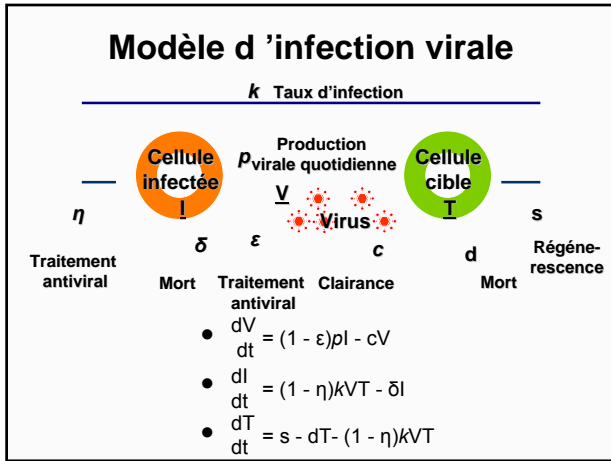 Modèle d ’infection virale
k Taux d’infection
Production
p virale quotidienne
Cellule
infectée
I
V
Virus
Cellule
cible
T
η
δ
ε
c
d
s
Traitement
antiviral
Mort
Traitement
antiviral
Clairance
Mort
Régéne-
rescence
• dV
dt = (1 - ε)pI - cV
• dI
dt = (1 - η)kVT - δI
• dT
dt = s - dT- (1 - η)kVT